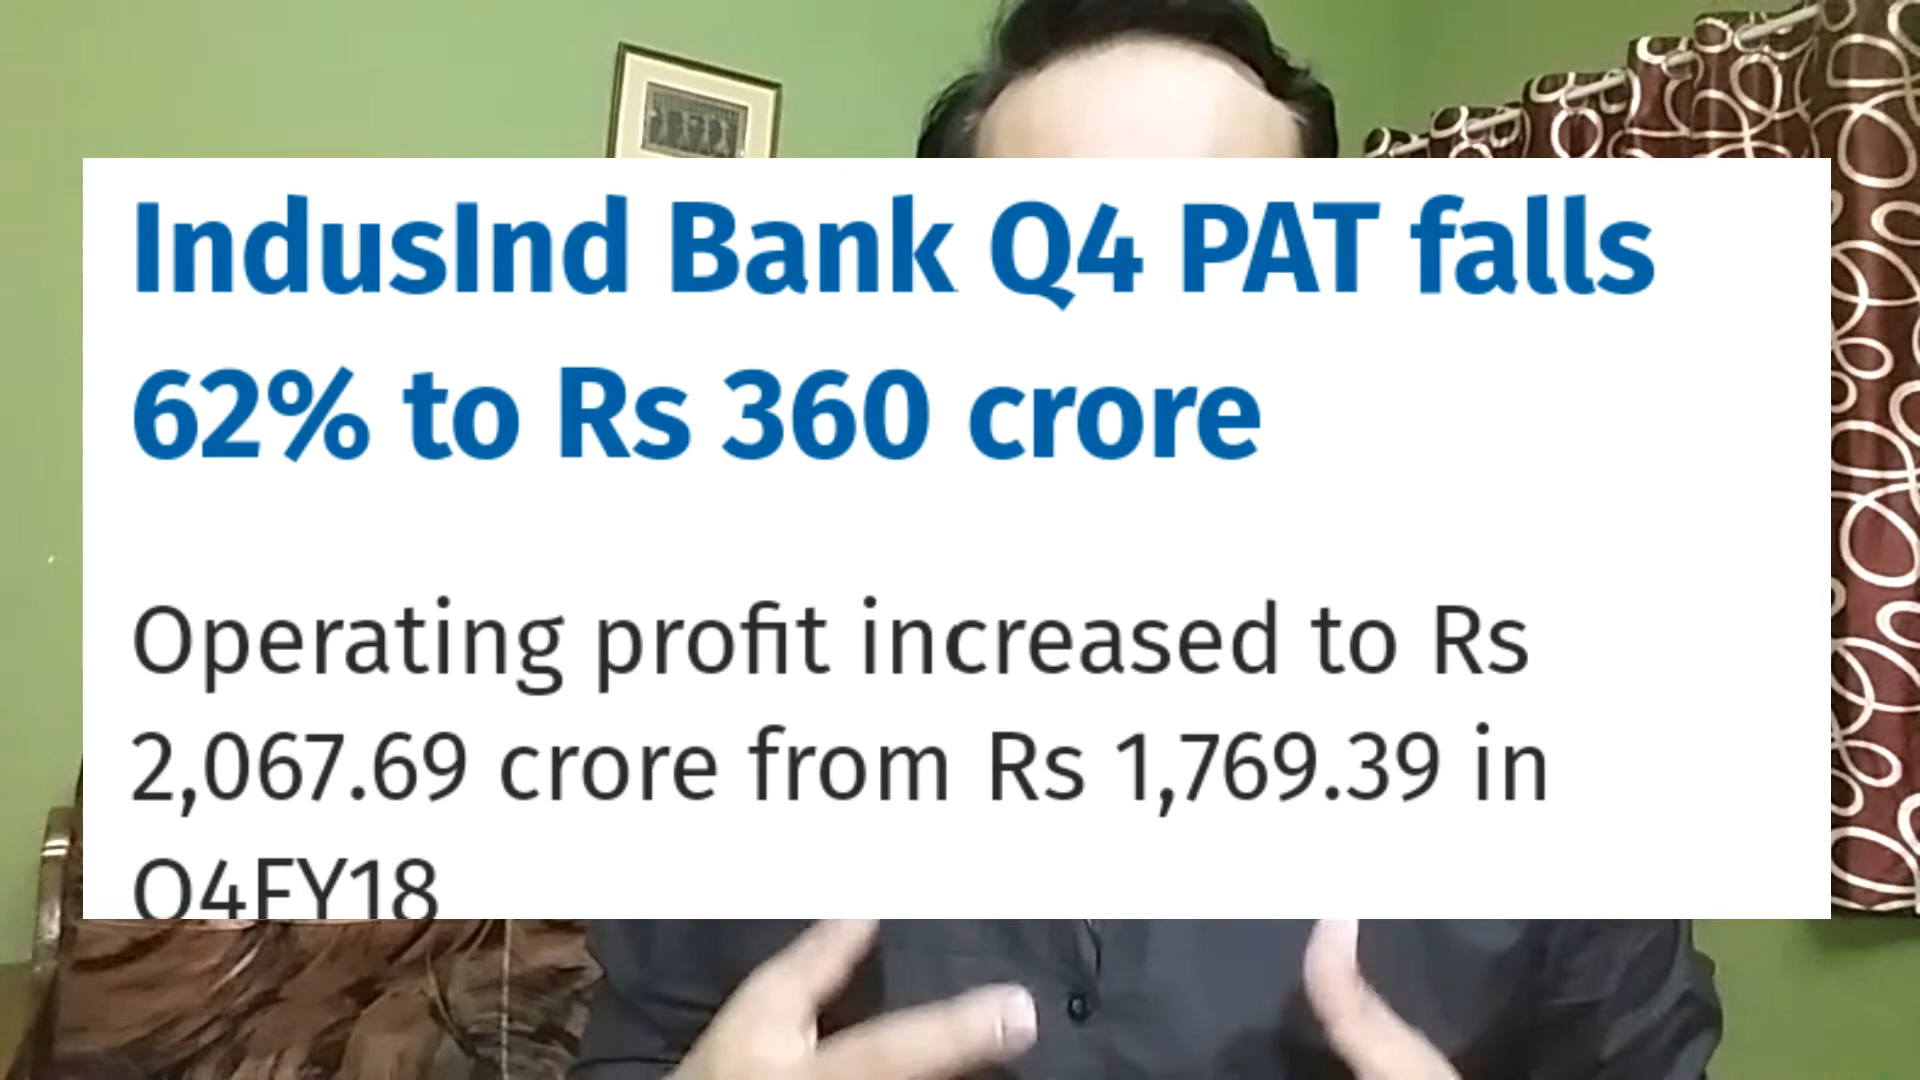 IndusInd Bank Q4 PAT falls
62% to Rs 360 crore
Operating profit increased to Rs
2,067.69 crore from Rs 1,769.39 in
Q4FY18